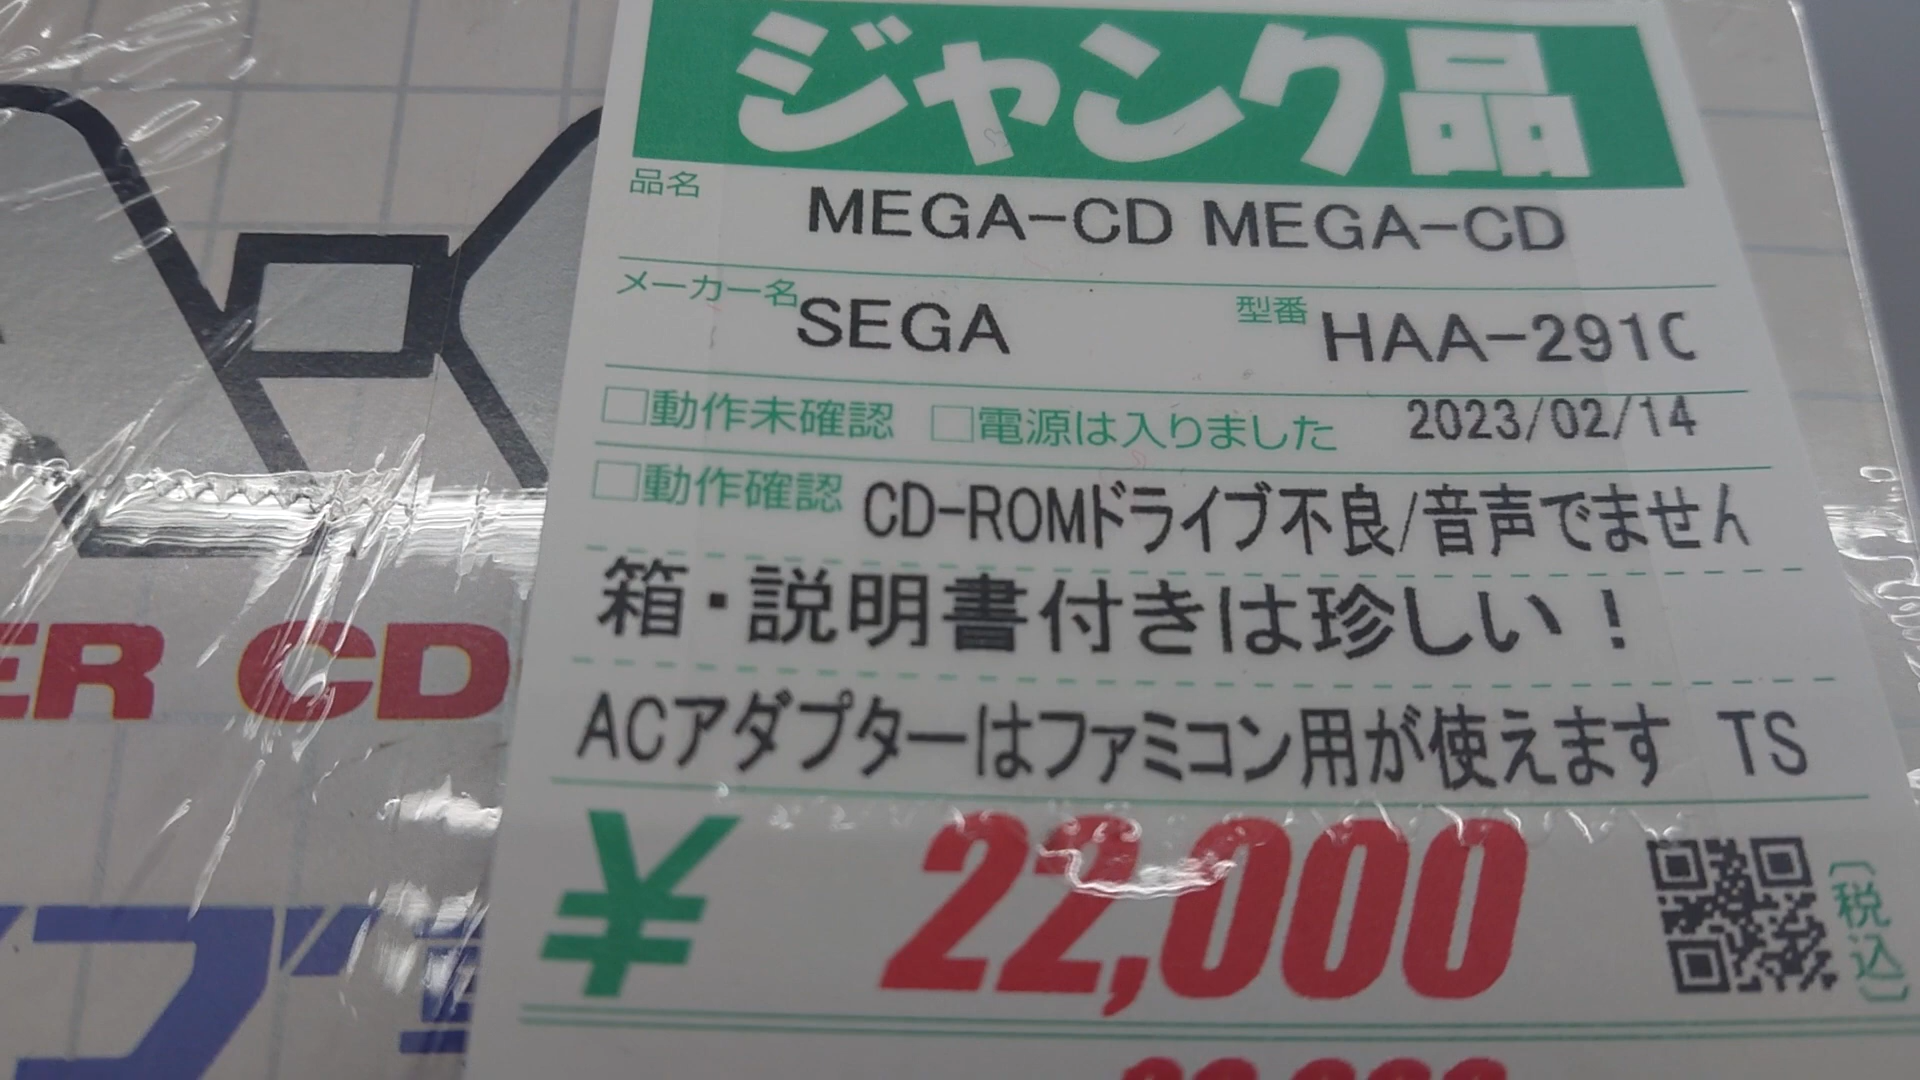 ジャンク品
品名 MEGA-CD MEGA-CD
メーカー名 SEGA 型番 HAA-291C
□動作未確認 □電源は入りました 2023/02/14
□動作確認 CD-ROMドライブ不良/音声でません
箱・説明書付きは珍しい!
ACアダプターはファミコン用が使えます TS
¥ 22,000 (税込)
ER CD